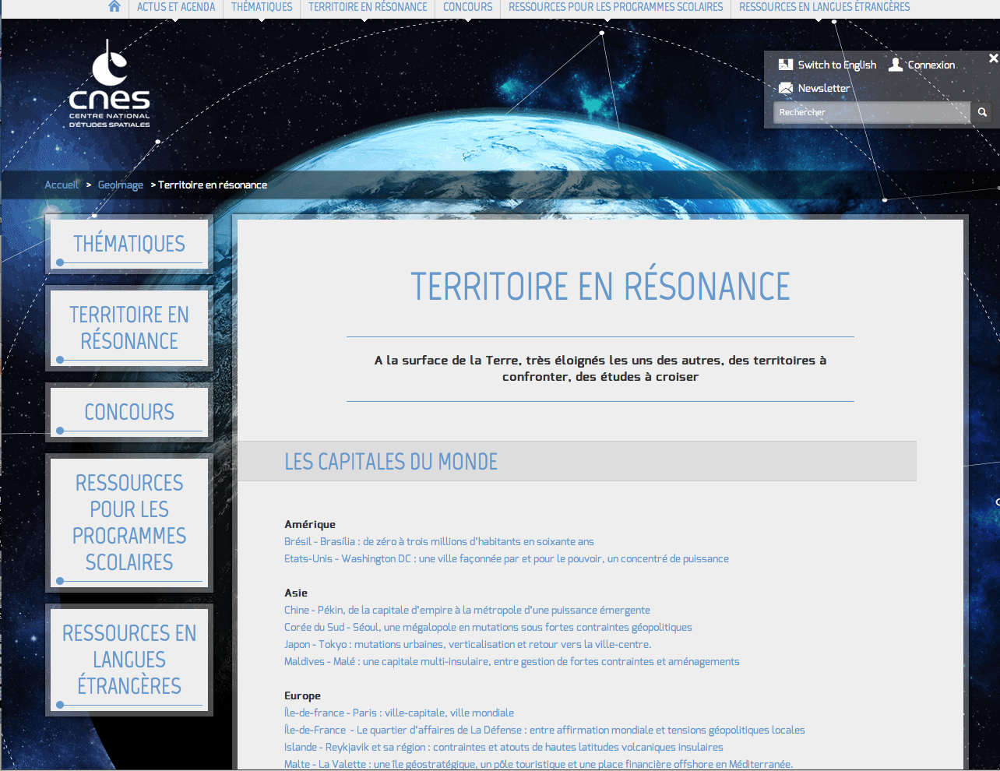 ACTUS ET AGENDA
THÉMATIQUES
TERRITOIRE EN RÉSONANCE
CONCOURS
RESSOURCES POUR LES PROGRAMMES SCOLAIRES
RESSOURCES EN LANGUES ÉTRANGÈRES
cnes
CENTRE NATIONAL
D'ÉTUDES SPATIALES
Switch to English
Connexion
Newsletter
Rechercher
Accueil > GeoImage > Territoire en résonance
THÉMATIQUES
TERRITOIRE EN
RÉSONANCE
CONCOURS
RESSOURCES
POUR LES
PROGRAMMES
SCOLAIRES
RESSOURCES EN
LANGUES
ÉTRANGÈRES
TERRITOIRE EN RÉSONANCE
A la surface de la Terre, très éloignés les uns des autres, des territoires à
confronter, des études à croiser
LES CAPITALES DU MONDE
Amérique
Brésil - Brasília : de zéro à trois millions d'habitants en soixante ans
Etats-Unis - Washington DC : une ville façonnée par et pour le pouvoir, un concentré de puissance
Asie
Chine - Pékin, de la capitale d'empire à la métropole d'une puissance émergente
Corée du Sud - Séoul, une mégalopole en mutations sous fortes contraintes géopolitiques
Japon - Tokyo : mutations urbaines, verticalisation et retour vers la ville-centre.
Maldives - Malé : une capitale multi-insulaire, entre gestion de fortes contraintes et aménagements
Europe
Île-de-france - Paris : ville-capitale, ville mondiale
Île-de-France - Le quartier d'affaires de La Défense : entre affirmation mondiale et tensions géopolitiques locales
Islande - Reykjavik et sa région : contraintes et atouts de hautes latitudes volcaniques insulaires
Malte - La Valette : une île géostratégique, un pôle touristique et une place financière offshore en Méditerranée.